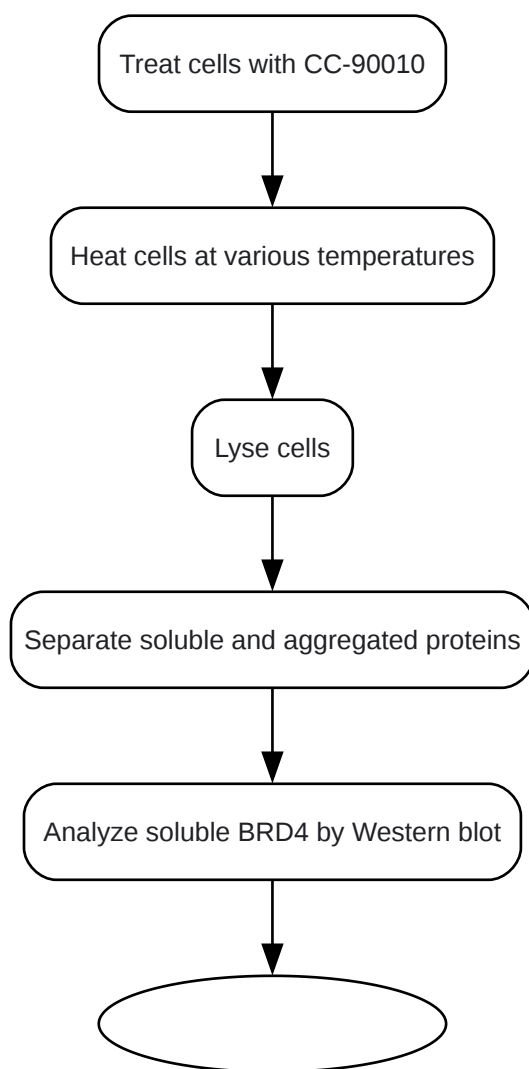 Treat cells with CC-90010
Heat cells at various temperatures
Lyse cells
Separate soluble and aggregated proteins
Analyze soluble BRD4 by Western blot